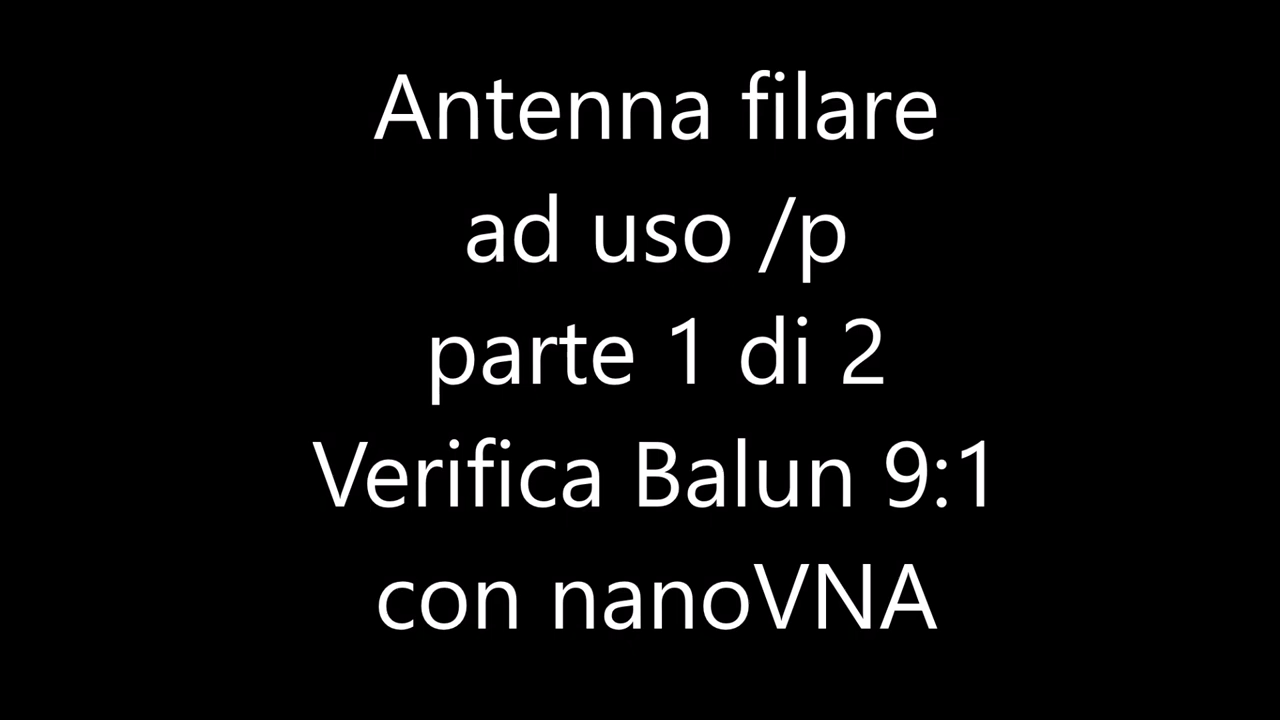 Antenna filare
ad uso /p
parte 1 di 2
Verifica Balun 9:1
con nanoVNA